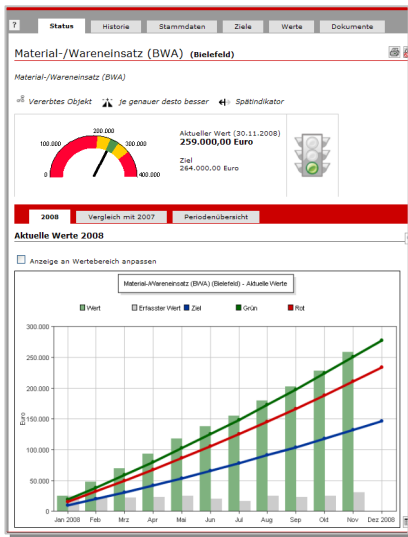 ?
Status Historie Stammdaten Ziele Werte Dokumente
Material-/Wareneinsatz (BWA) (Bielefeld)
Material-/Wareneinsatz (BWA)
Vererbtes Objekt je genauer desto besser Spätindikator
200.000
100.000 300.000
0 400.000
Aktueller Wert (30.11.2008)
259.000,00 Euro
Ziel
264.000,00 Euro
2008 Vergleich mit 2007 Periodenübersicht
Aktuelle Werte 2008
Anzeige an Wertebereich anpassen
Material-/Wareneinsatz (BWA) (Bielefeld) - Aktuelle Werte
Wert Erfasster Wert Ziel Grün Rot
300.000
250.000
200.000
150.000
100.000
50.000
0
Euro
Jan 2008 Feb Mrz Apr Mai Jun Jul Aug Sep Okt Nov Dez 2008